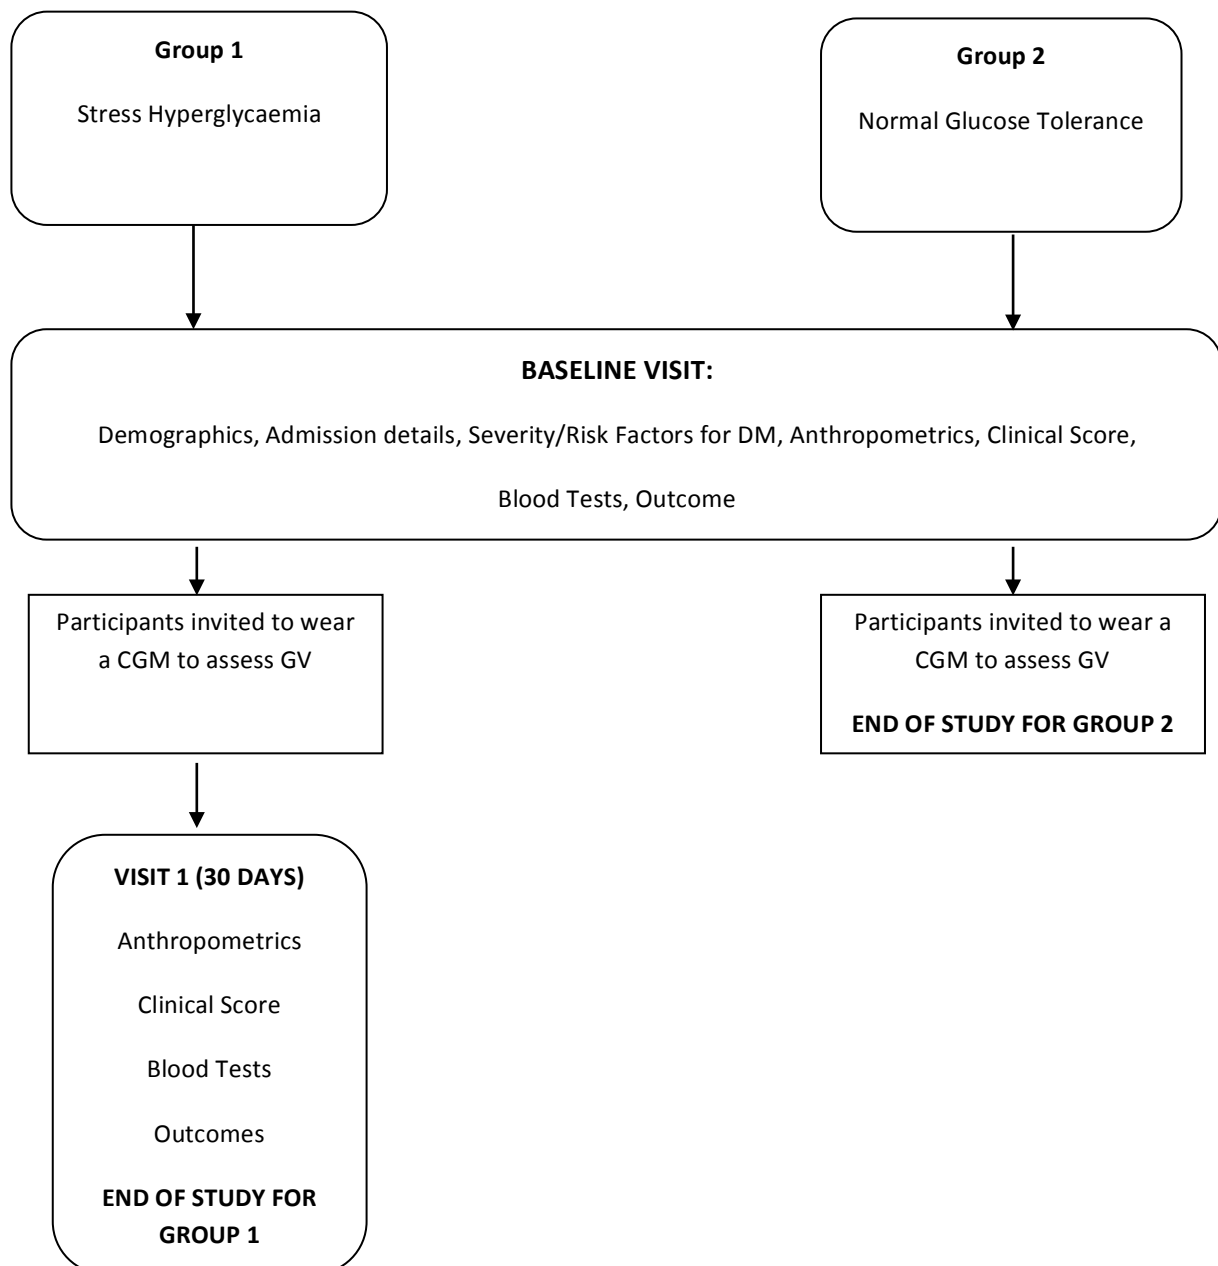 Group 1
Stress Hyperglycaemia
Group 2
Normal Glucose Tolerance
BASELINE VISIT:
Demographics, Admission details, Severity/Risk Factors for DM, Anthropometrics, Clinical Score,
Blood Tests, Outcome
Participants invited to wear
a CGM to assess GV
Participants invited to wear a
CGM to assess GV
END OF STUDY FOR GROUP 2
VISIT 1 (30 DAYS)
Anthropometrics
Clinical Score
Blood Tests
Outcomes
END OF STUDY FOR
GROUP 1